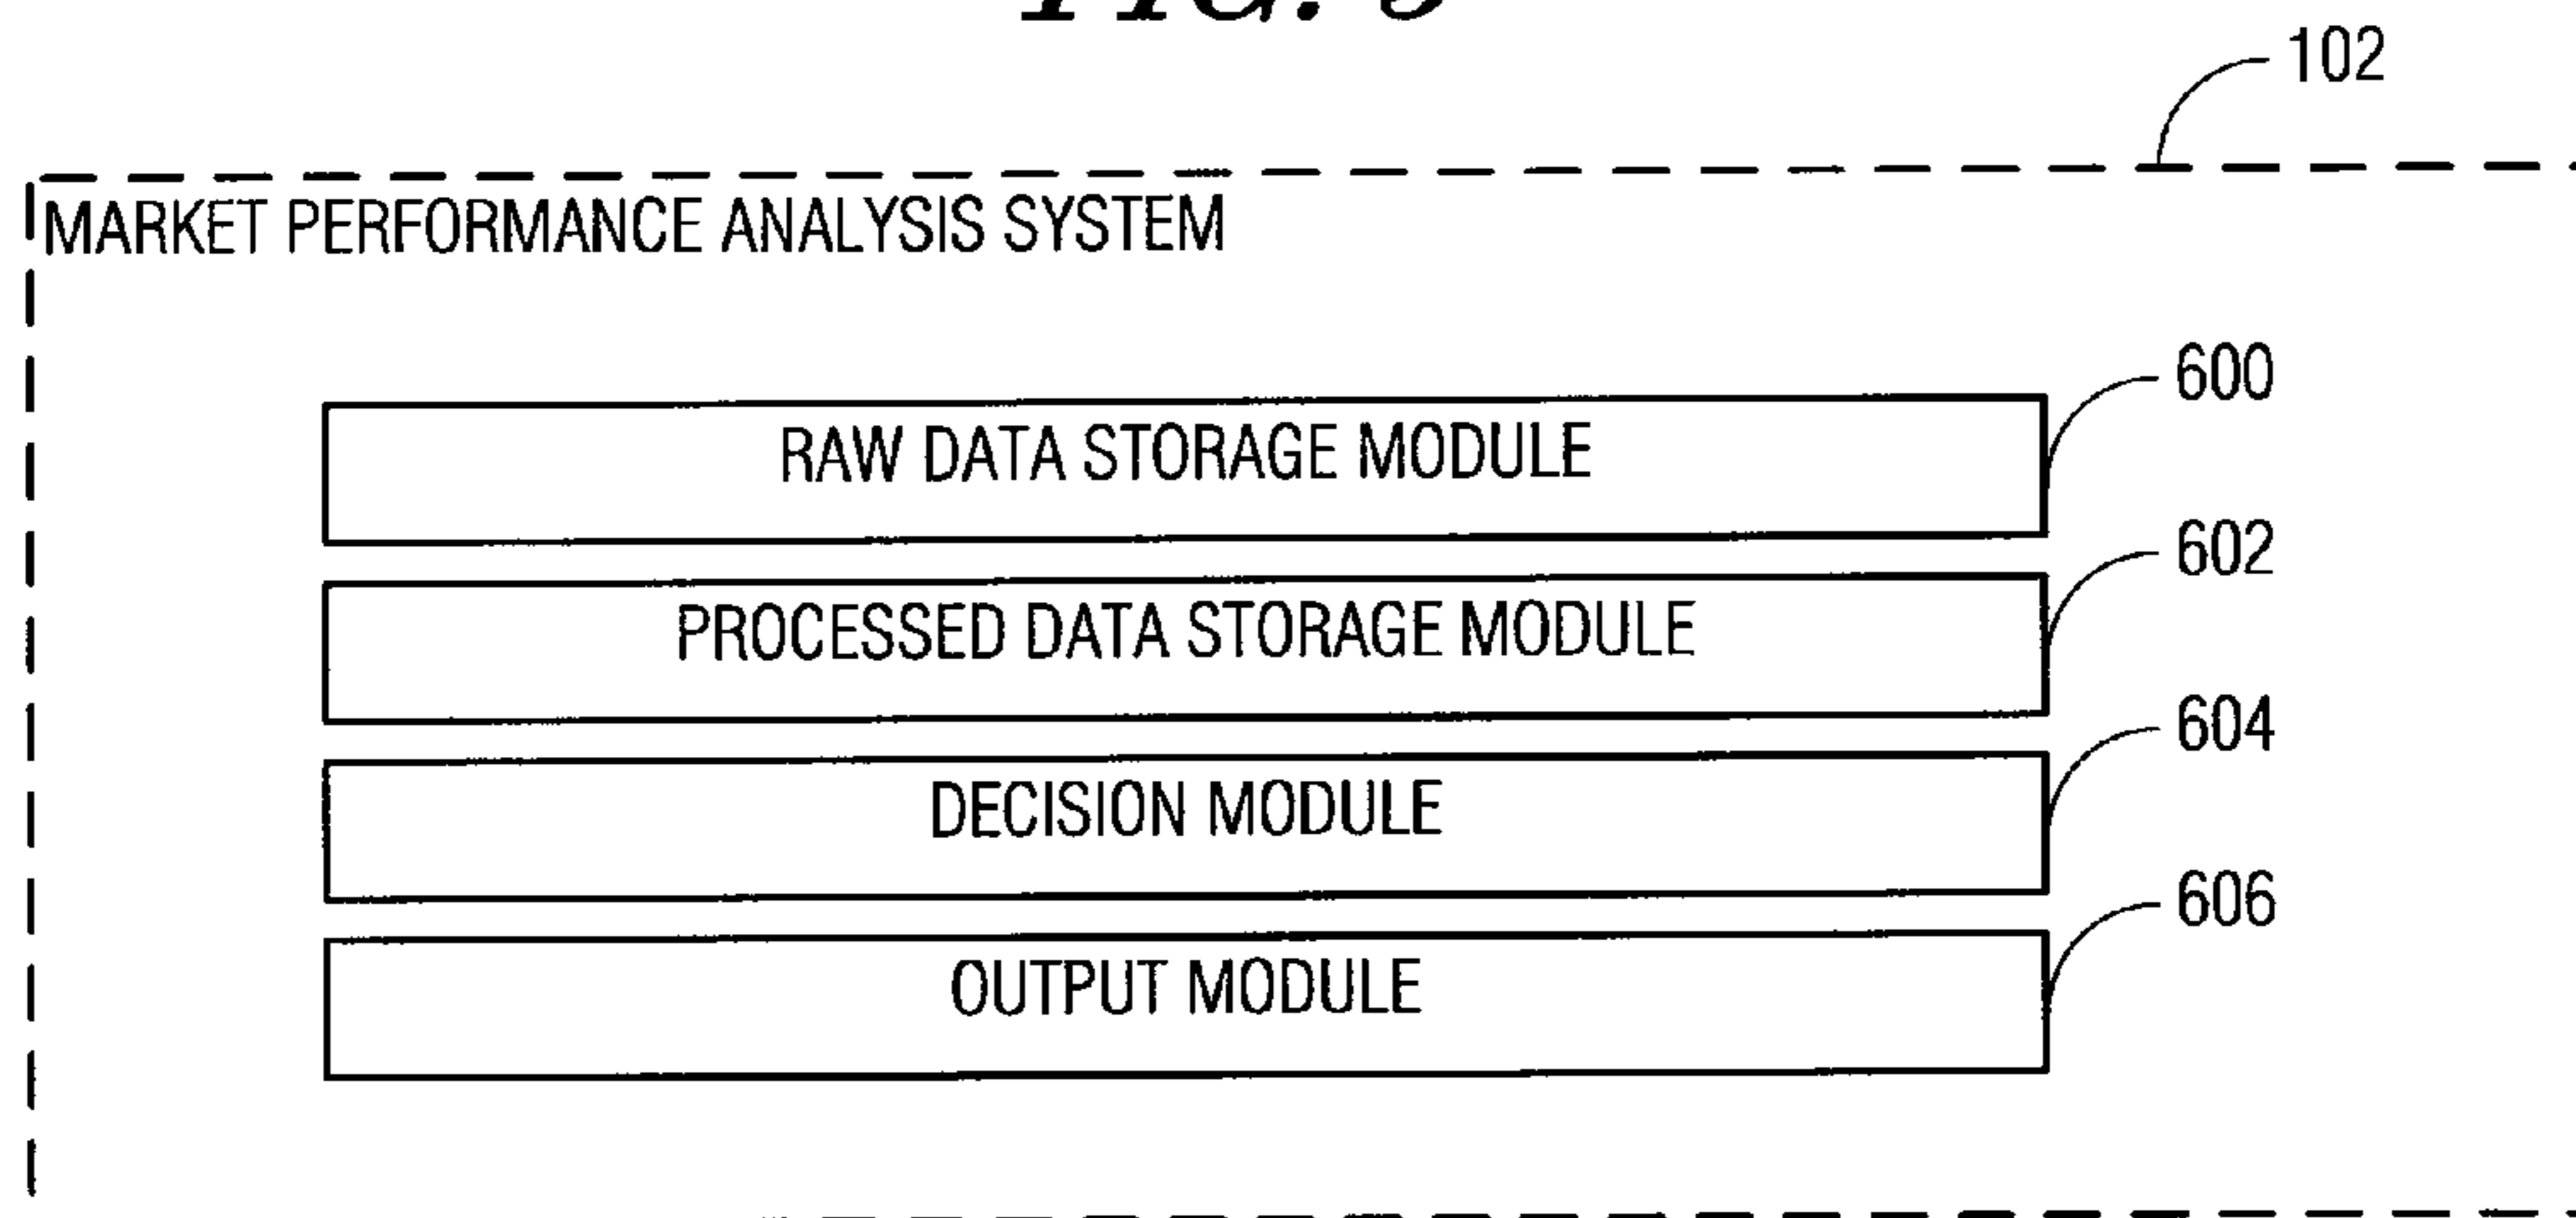 FIG.
102
MARKET PERFORMANCE ANALYSIS SYSTEM
600
RAW DATA STORAGE MODULE
602
PROCESSED DATA STORAGE MODULE
604
DECISION MODULE
606
OUTPUT MODULE